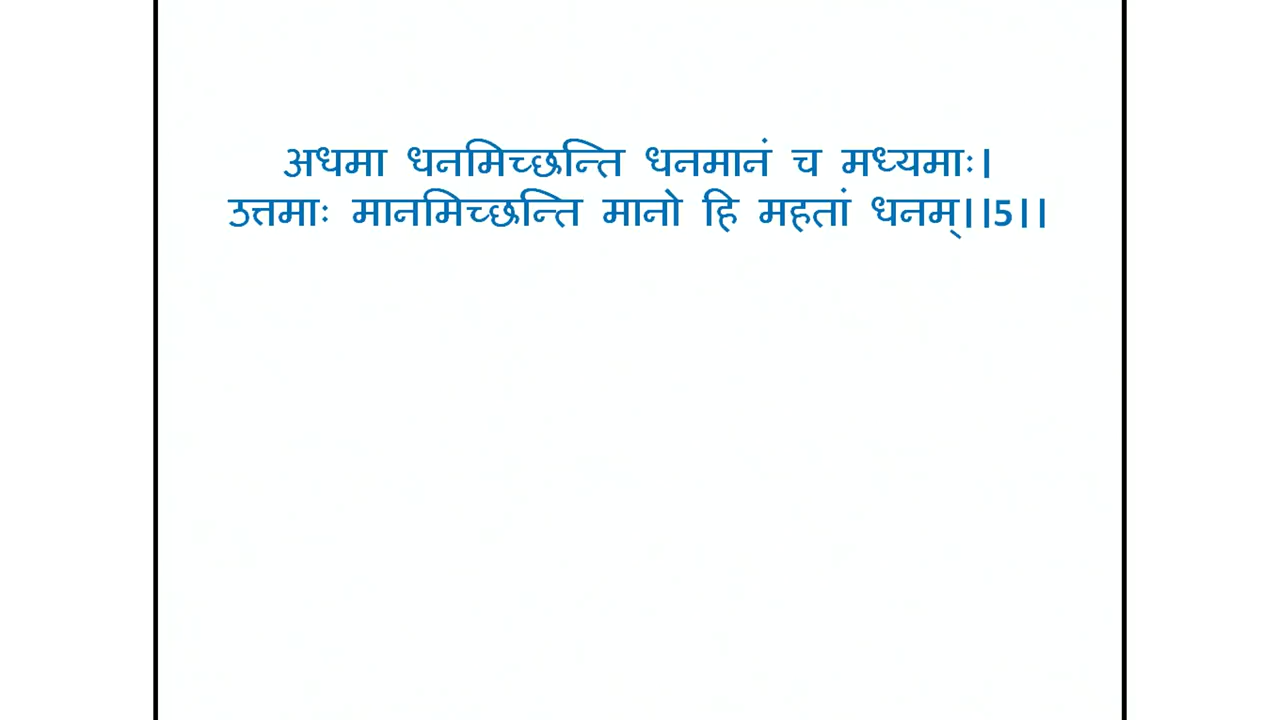 अधमा धनमिच्छन्ति धनमानं च मध्यमाः।
उत्तमाः मानमिच्छन्ति मानो हि महतां धनम्।।5।।